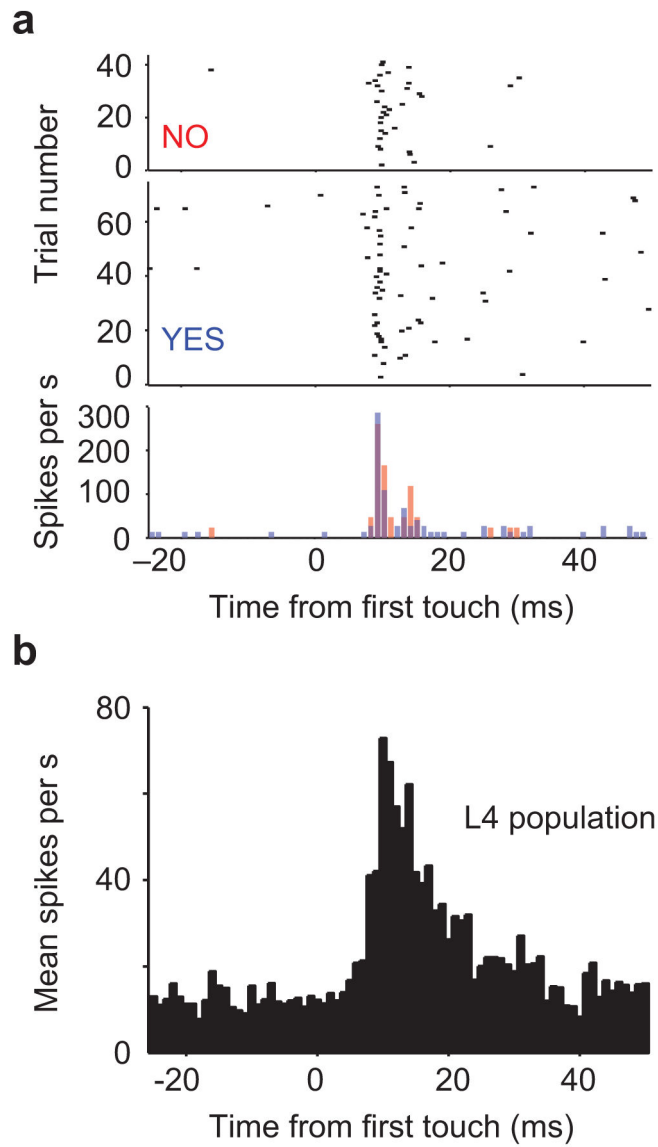 a
Trial number
40
20
0
NO
60
40
20
0
YES
Spikes per s
300
200
100
0
−20 0 20 40
Time from first touch (ms)
b
Mean spikes per s
80
40
0
L4 population
-20 0 20 40
Time from first touch (ms)